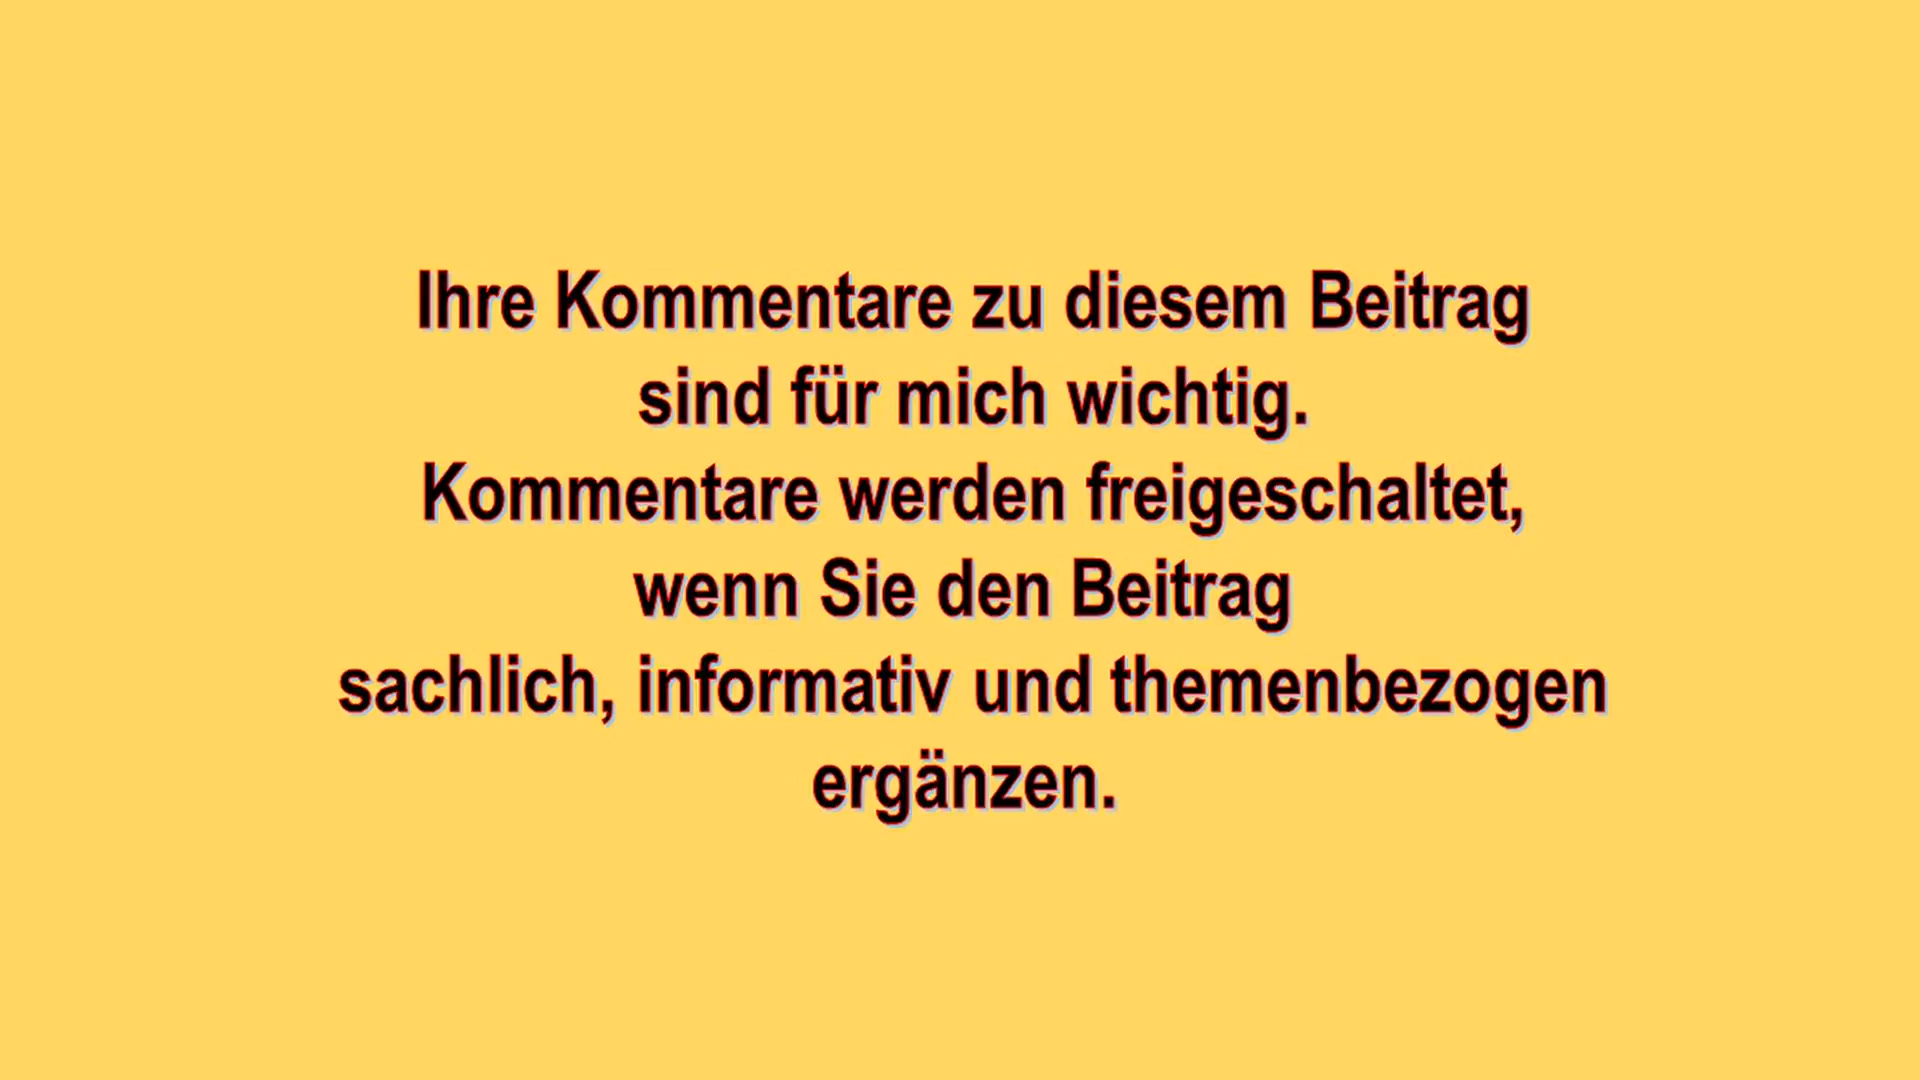 Ihre Kommentare zu diesem Beitrag
sind für mich wichtig.
Kommentare werden freigeschaltet,
wenn Sie den Beitrag
sachlich, informativ und themenbezogen
ergänzen.